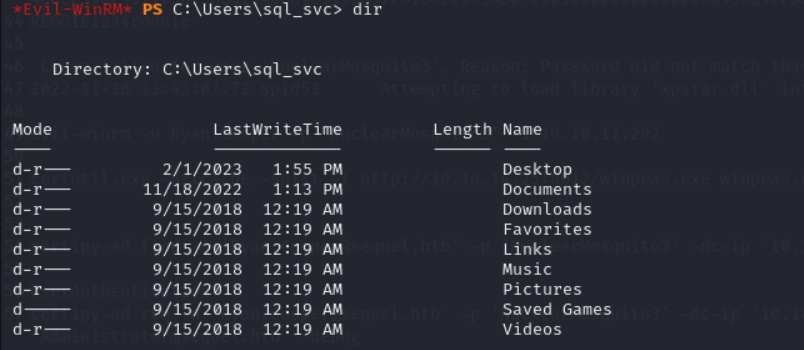 *Evil-WinRM* PS C:\Users\sql_svc> dir
Directory: C:\Users\sql_svc
Mode LastWriteTime Length Name
d-r--- 2/1/2023 1:55 PM Desktop
d-r--- 11/18/2022 1:13 PM Documents
d-r--- 9/15/2018 12:19 AM Downloads
d-r--- 9/15/2018 12:19 AM Favorites
d-r--- 9/15/2018 12:19 AM Links
d-r--- 9/15/2018 12:19 AM Music
d-r--- 9/15/2018 12:19 AM Pictures
d----- 9/15/2018 12:19 AM Saved Games
d-r--- 9/15/2018 12:19 AM Videos